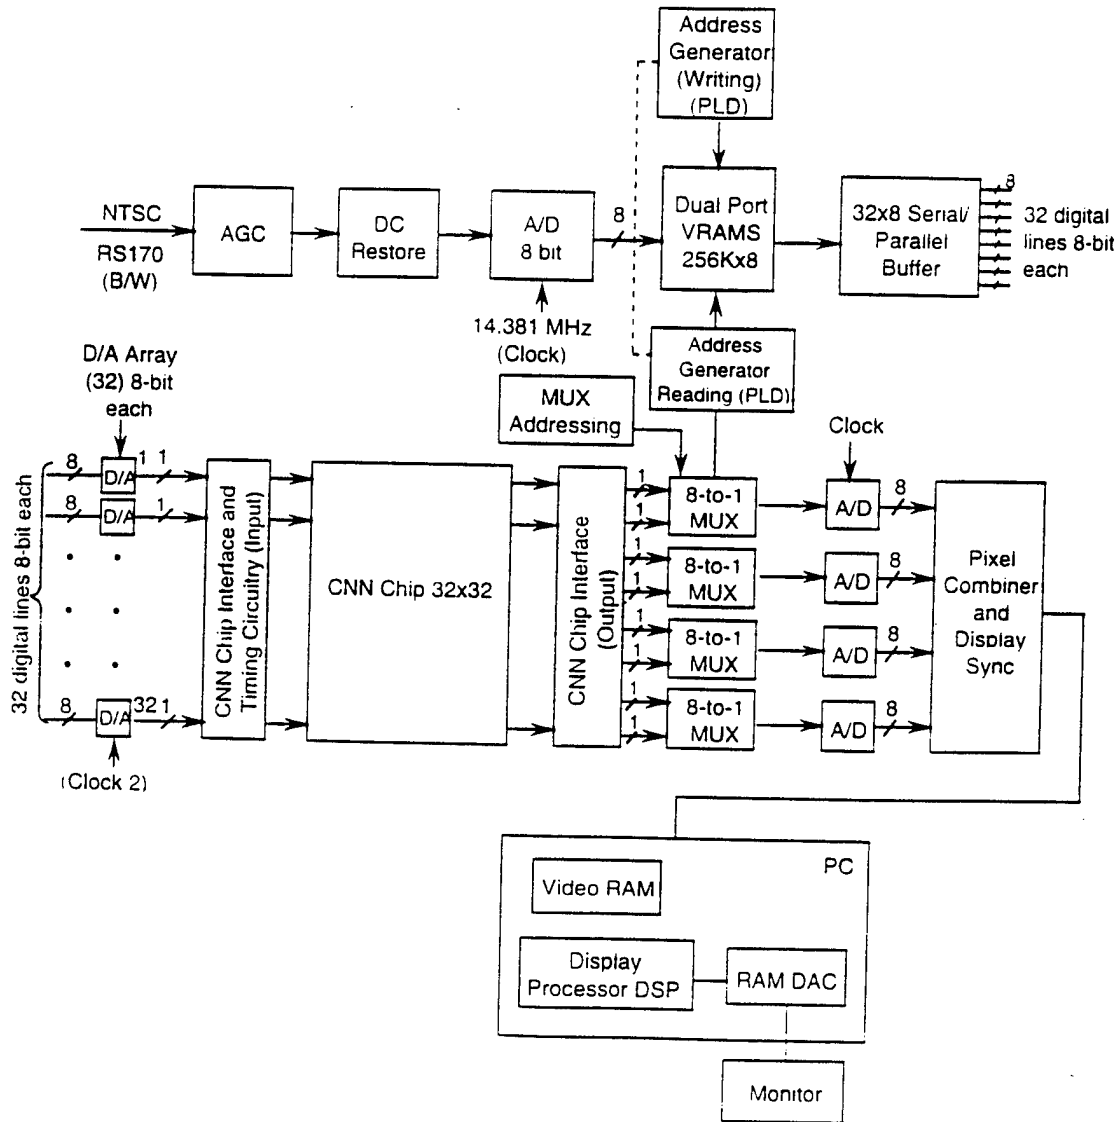 Address
Generator
(Writing)
(PLD)
NTSC
RS170
(B/W)
AGC
DC
Restore
A/D
8 bit
8
Dual Port
VRAMS
256Kx8
32x8 Serial/
Parallel
Buffer
8
32 digital
lines 8-bit
each
14.381 MHz
(Clock)
Address
Generator
Reading (PLD)
D/A Array
(32) 8-bit
each
MUX
Addressing
Clock
32 digital lines 8-bit each
8
D/A
1
1
8
D/A
1
8
D/A
32
1
(Clock 2)
CNN Chip Interface and
Timing Circuitry (Input)
CNN Chip 32x32
CNN Chip Interface
(Output)
1
1
8-to-1
MUX
A/D
8
1
1
8-to-1
MUX
A/D
8
1
1
8-to-1
MUX
A/D
8
1
1
8-to-1
MUX
A/D
8
Pixel
Combiner
and
Display
Sync
PC
Video RAM
Display
Processor DSP
RAM DAC
Monitor